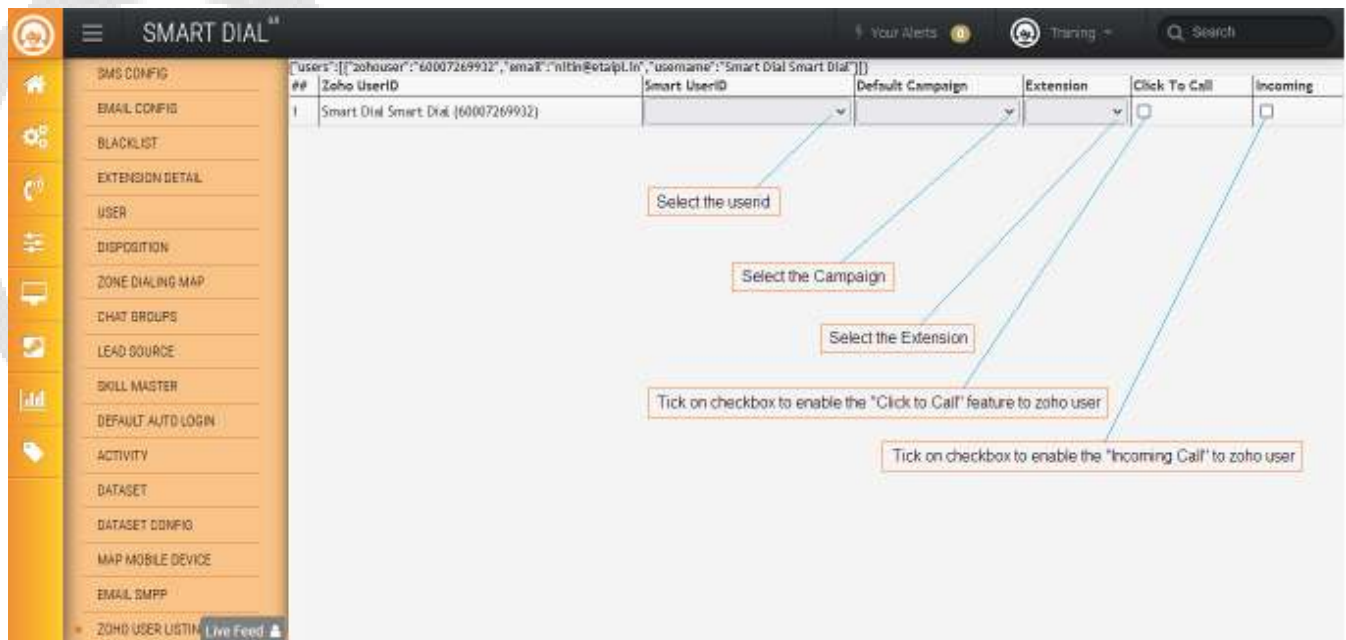 SMART DIAL
Your Alerts 0
Training
Search
SMS CONFIG
EMAIL CONFIG
BLACKLIST
EXTENSION DETAIL
USER
DISPOSITION
ZONE DIALING MAP
CHAT GROUPS
LEAD SOURCE
SKILL MASTER
DEFAULT AUTO LOGIN
ACTIVITY
DATASET
DATASET CONFIG
MAP MOBILE DEVICE
EMAIL SMPP
ZOHO USER LISTIN
Live Feed
{"users":[{"zohouser":"60007269932","email":"nitin@etaipl.in","username":"Smart Dial Smart Dial"}]}
## Zoho UserID Smart UserID Default Campaign Extension Click To Call Incoming
1 Smart Dial Smart Dial (60007269932)
Select the userid
Select the Campaign
Select the Extension
Tick on checkbox to enable the "Click to Call" feature to zoho user
Tick on checkbox to enable the "Incoming Call" to zoho user